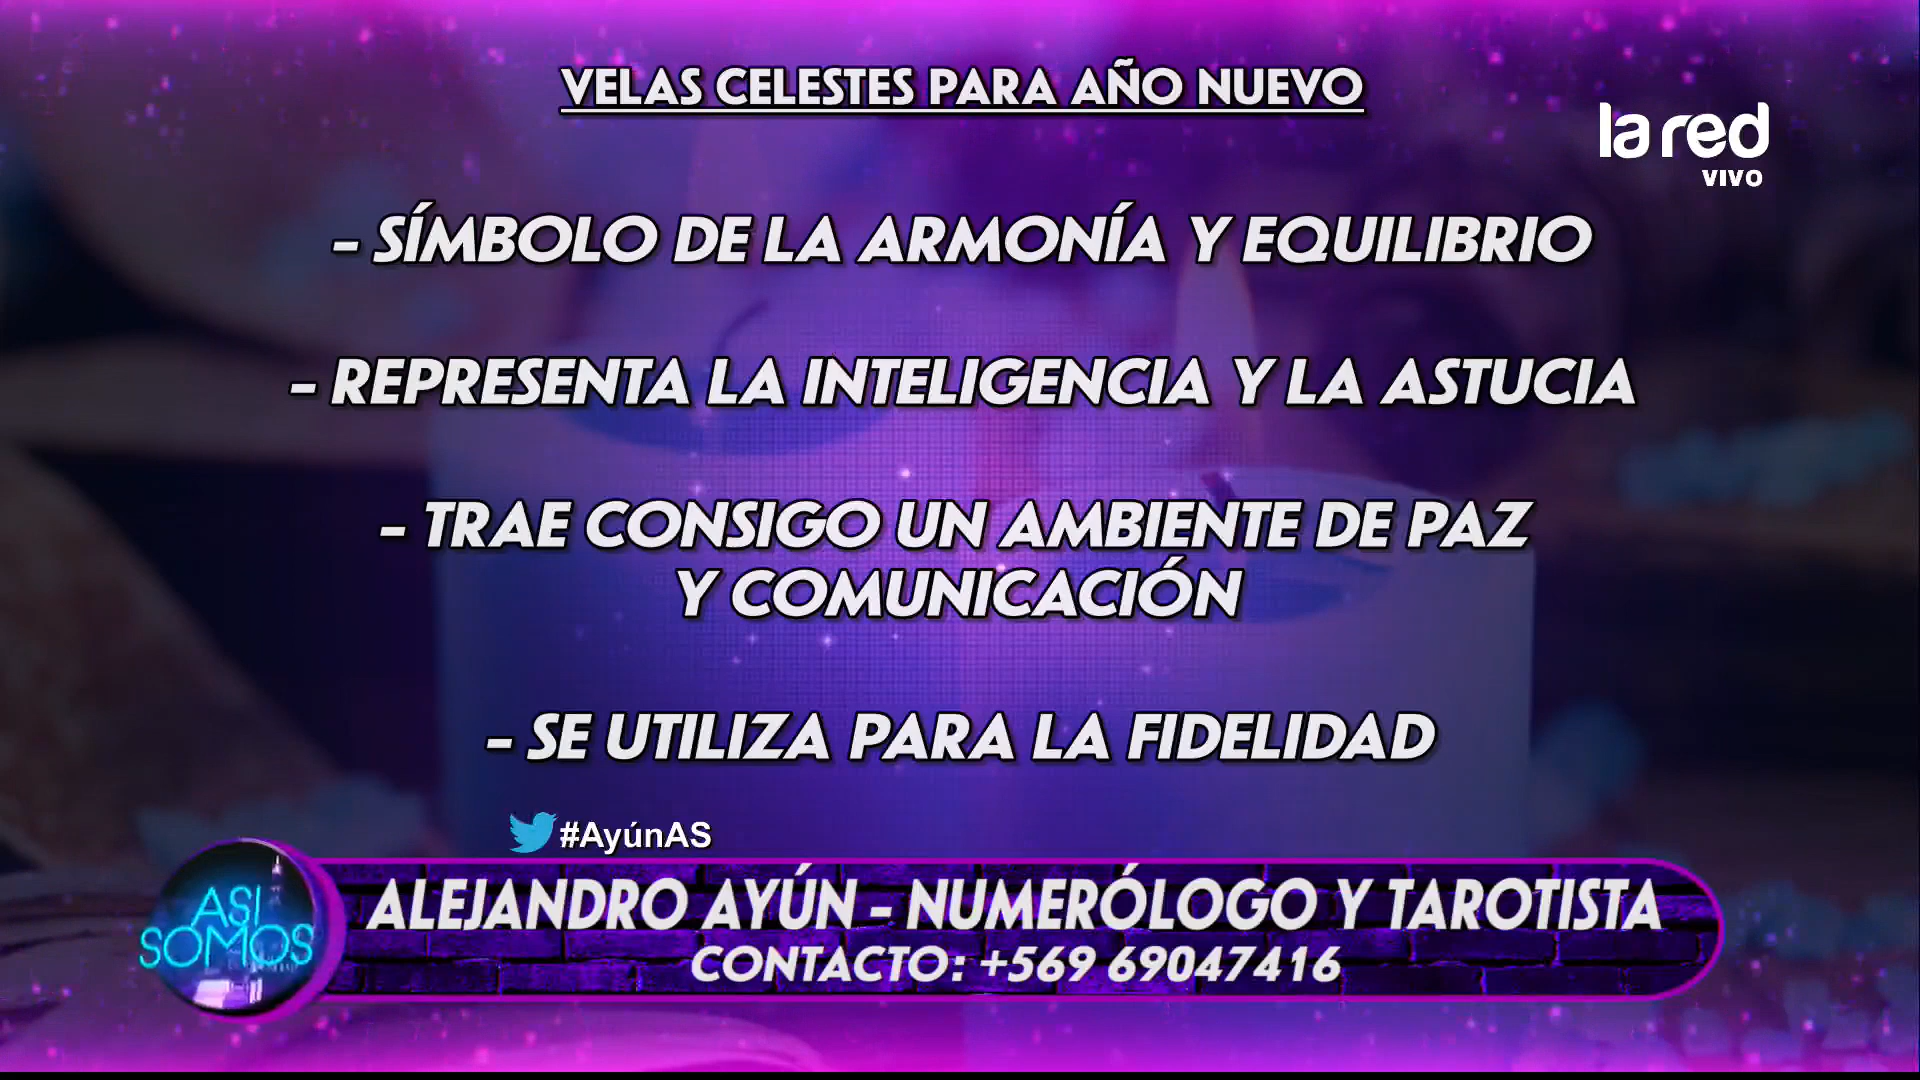 VELAS CELESTES PARA AÑO NUEVO
la red
VIVO
- SÍMBOLO DE LA ARMONÍA Y EQUILIBRIO
- REPRESENTA LA INTELIGENCIA Y LA ASTUCIA
- TRAE CONSIGO UN AMBIENTE DE PAZ
Y COMUNICACIÓN
- SE UTILIZA PARA LA FIDELIDAD
#AyúnAS
ASI
SOMOS
ALEJANDRO AYÚN - NUMERÓLOGO Y TAROTISTA
CONTACTO: +569 69047416